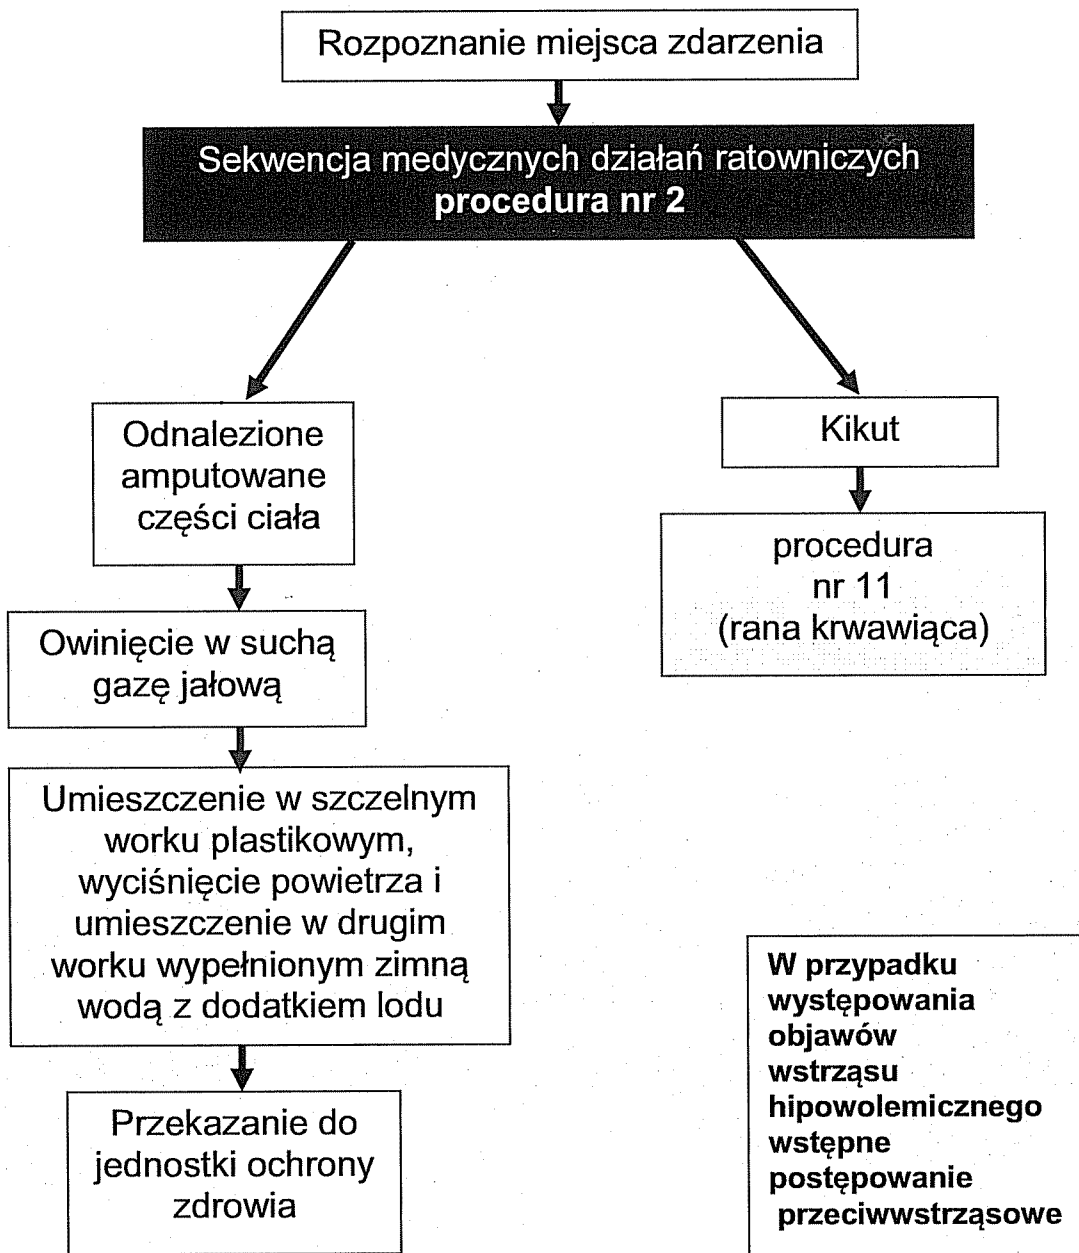 Rozpoznanie miejsca zdarzenia
Sekwencja medycznych działań ratowniczych
procedura nr 2
Odnalezione
amputowane
części ciała
Owinięcie w suchą
gazę jałową
Umieszczenie w szczelnym
worku plastikowym,
wyciśnięcie powietrza i
umieszczenie w drugim
worku wypełnionym zimną
wodą z dodatkiem lodu
Przekazanie do
jednostki ochrony
zdrowia
Kikut
procedura
nr 11
(rana krwawiąca)
W przypadku
występowania
objawów
wstrząsu
hipowolemicznego
wstępne
postępowanie
przeciwwstrząsowe